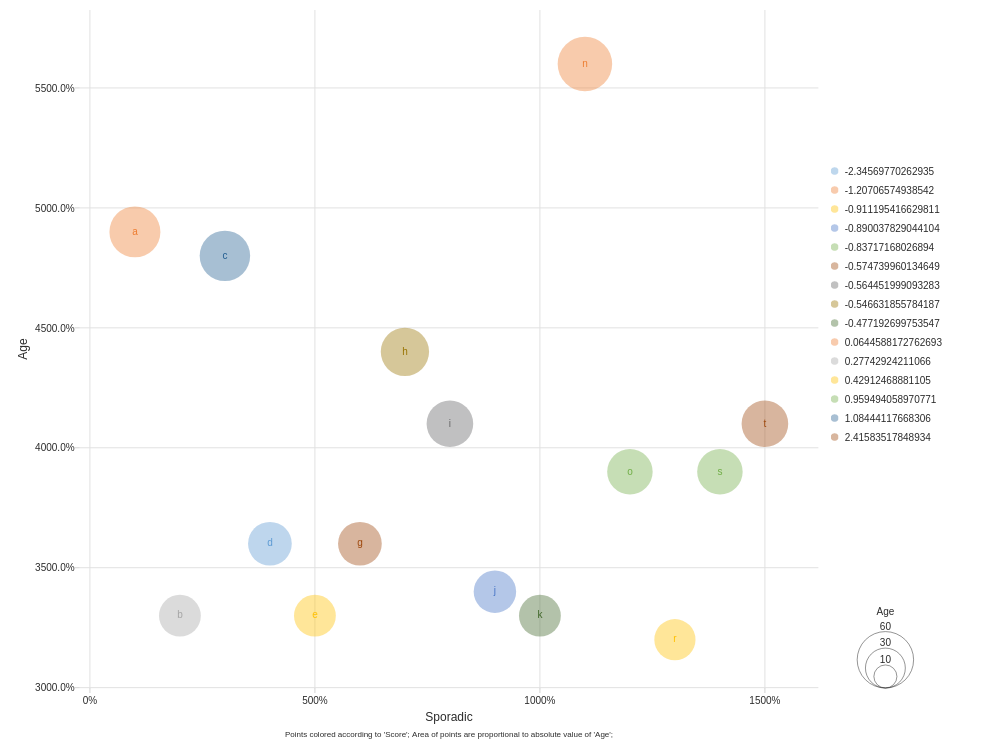 n
5500.0%
-2.34569770262935
-1.20706574938542
5000.0%
-0.911195416629811
a
-0.890037829044104
-0.83717168026894
c
-0.574739960134649
-0.564451999093283
-0.546631855784187
4500.0%
-0.477192699753547
Age
h
0.0644588172762693
0.27742924211066
0.42912468881105
0.959494058970771
i
t
1.08444117668306
2.41583517848934
4000.0%
o
s
d
g
3500.0%
j
b
e
k
r
Age
60
30
10
3000.0%
0%
500%
1000%
1500%
Sporadic
Points colored according to 'Score'; Area of points are proportional to absolute value of 'Age';